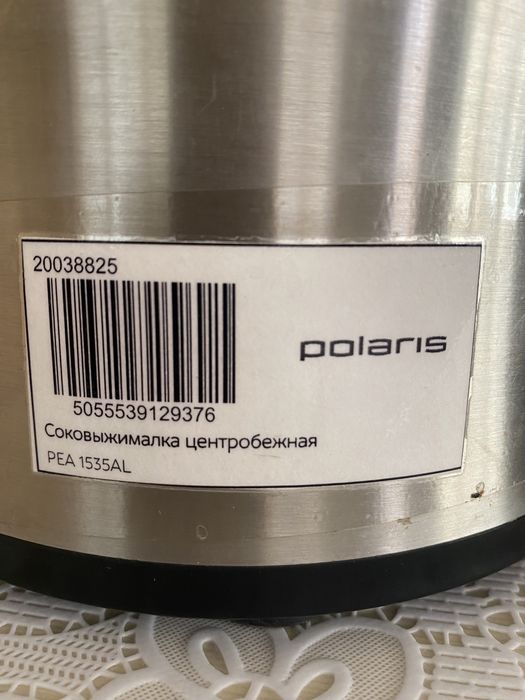 20038825
polaris
5055539129376
Соковыжималка центробежная
PEA 1535AL